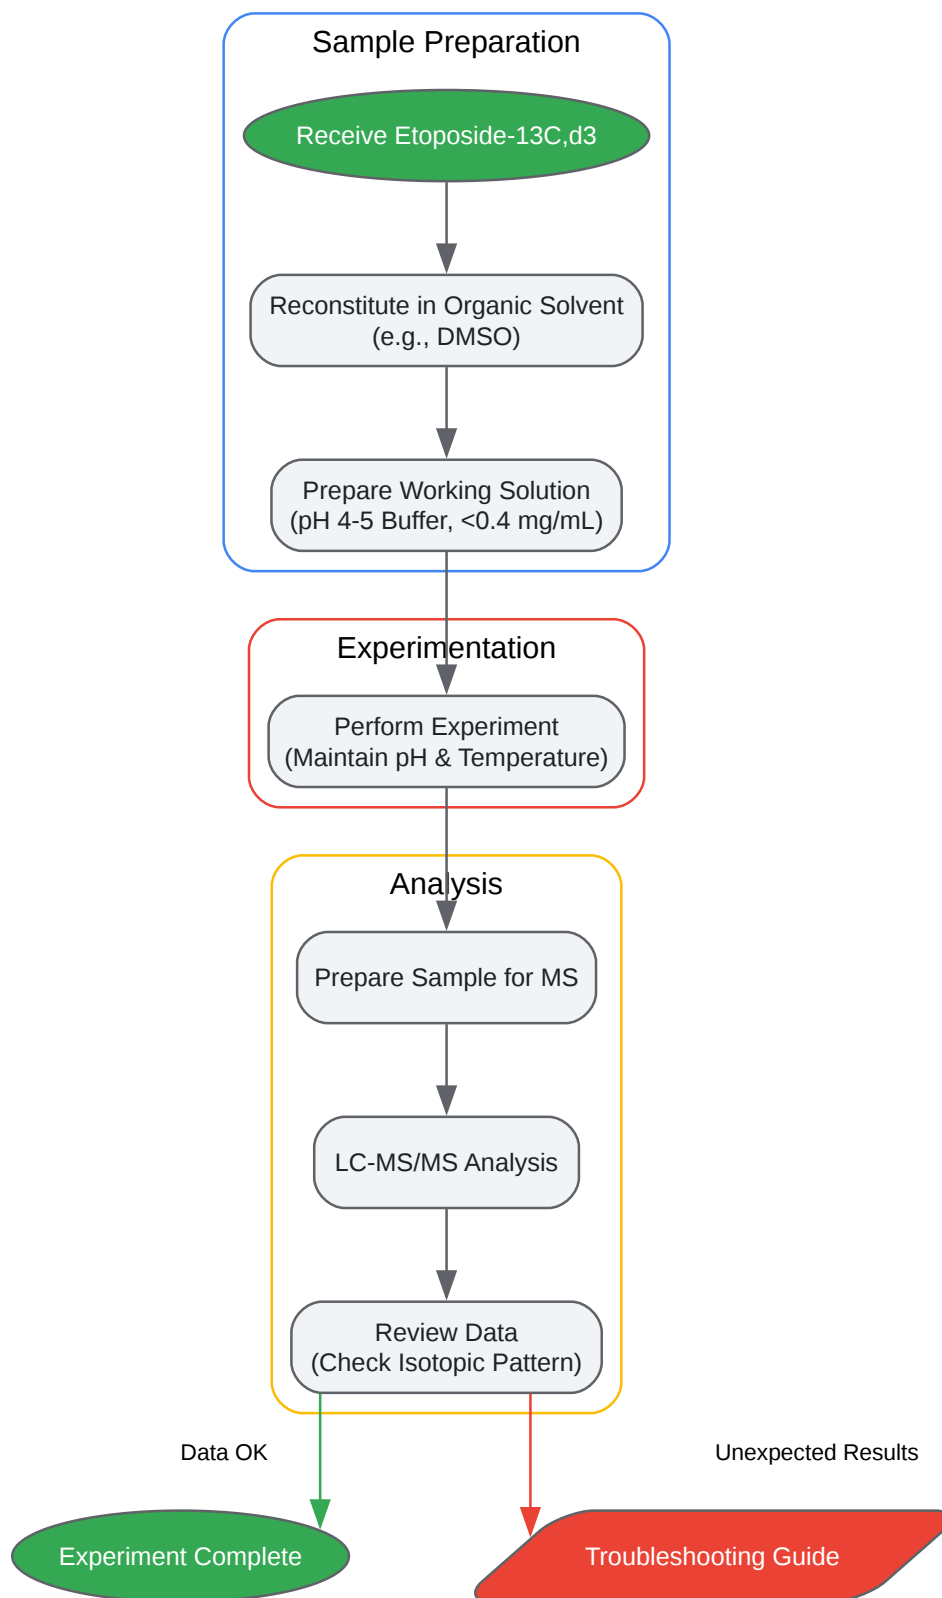 Sample Preparation
Receive Etoposide-13C,d3
Reconstitute in Organic Solvent
(e.g., DMSO)
Prepare Working Solution
(pH 4-5 Buffer, <0.4 mg/mL)
Experimentation
Perform Experiment
(Maintain pH & Temperature)
Analysis
Prepare Sample for MS
LC-MS/MS Analysis
Review Data
(Check Isotopic Pattern)
Data OK
Unexpected Results
Experiment Complete
Troubleshooting Guide